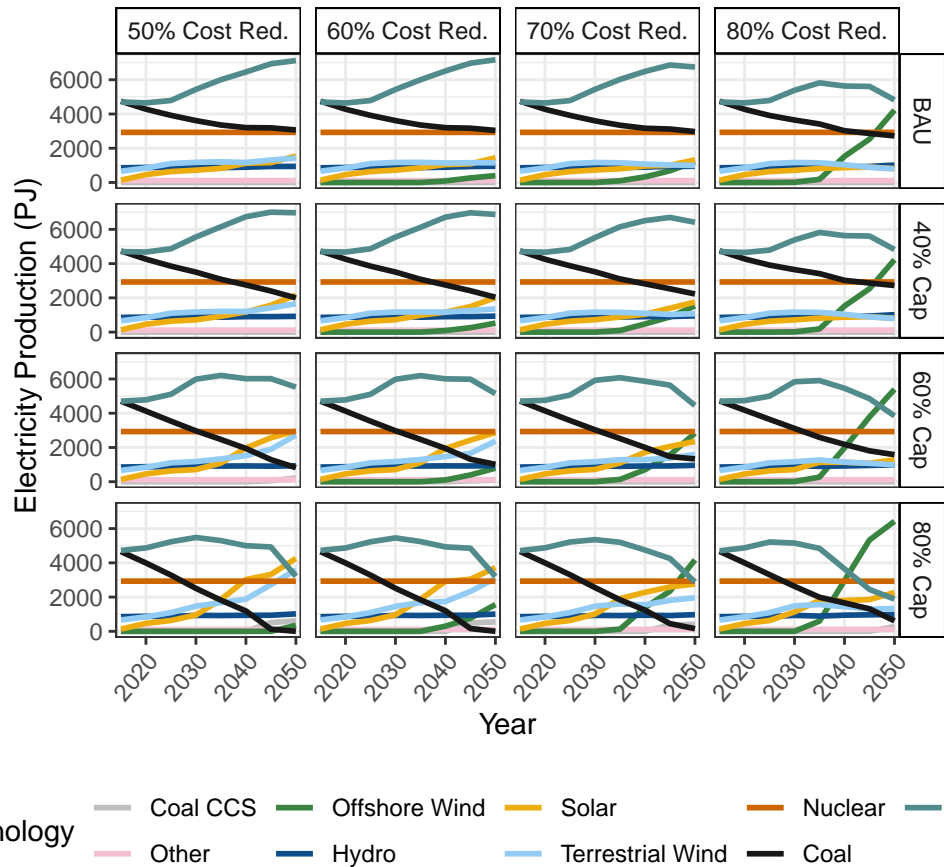 50% Cost Red. 60% Cost Red. 70% Cost Red. 80% Cost Red.
6000
4000
2000
0
BAU
6000
4000
2000
0
40% Cap
6000
4000
2000
0
60% Cap
6000
4000
2000
0
80% Cap
Electricity Production (PJ)
2020 2030 2040 2050 2020 2030 2040 2050 2020 2030 2040 2050 2020 2030 2040 2050
Year
nology
Coal CCS Offshore Wind Solar Nuclear
Other Hydro Terrestrial Wind Coal